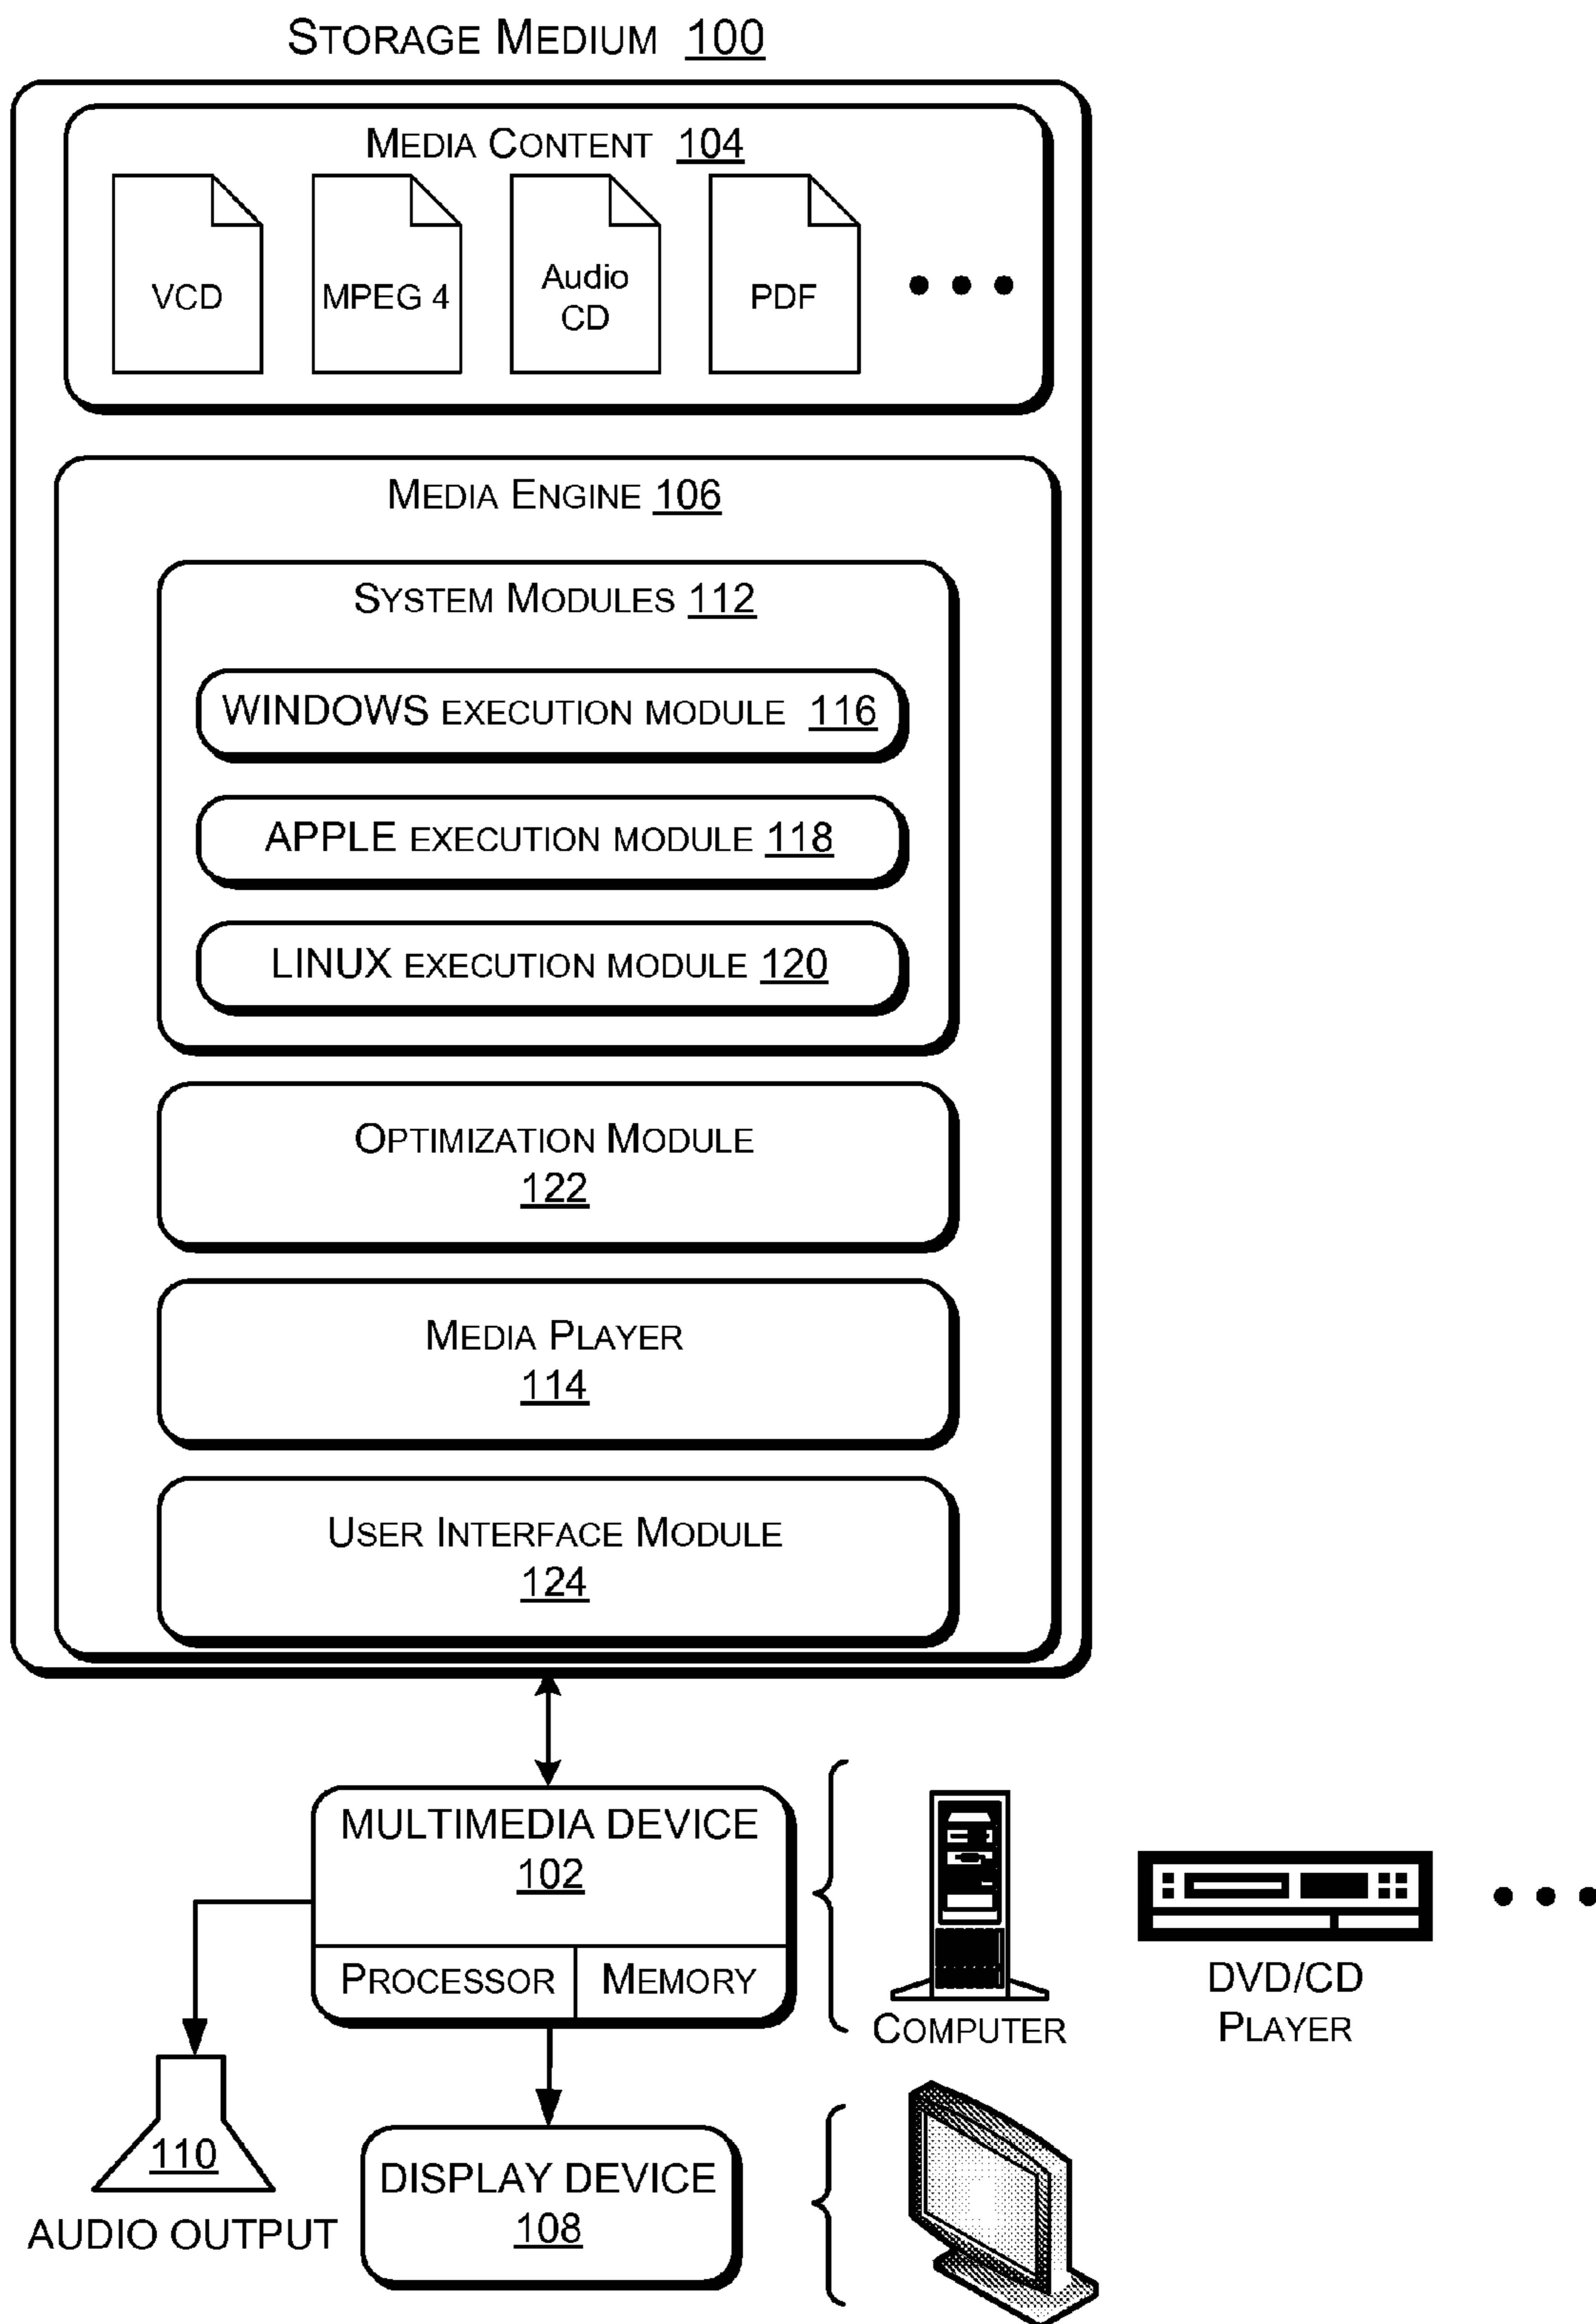 STORAGE MEDIUM 100
MEDIA CONTENT 104
VCD
MPEG 4
Audio
CD
PDF
MEDIA ENGINE 106
SYSTEM MODULES 112
WINDOWS EXECUTION MODULE 116
APPLE EXECUTION MODULE 118
LINUX EXECUTION MODULE 120
OPTIMIZATION MODULE
122
MEDIA PLAYER
114
USER INTERFACE MODULE
124
MULTIMEDIA DEVICE
102
PROCESSOR
MEMORY
COMPUTER
DVD/CD
PLAYER
110
AUDIO OUTPUT
DISPLAY DEVICE
108